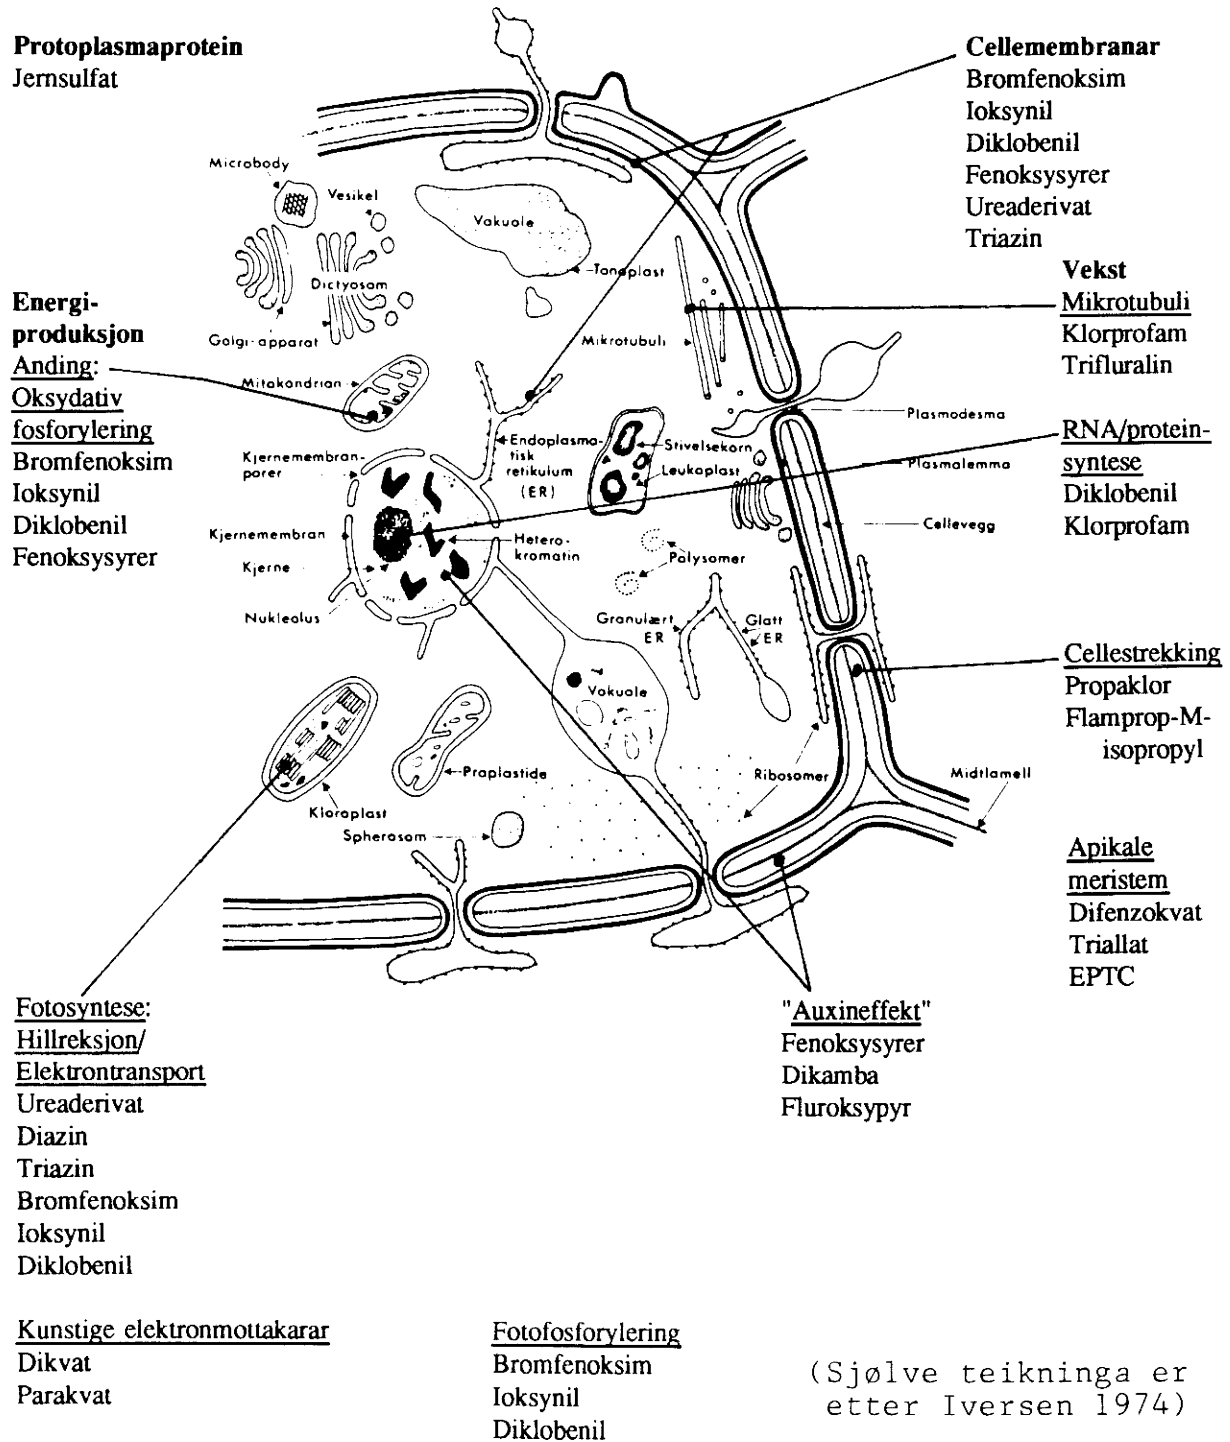 Protoplasmaprotein
Jernsulfat
Cellemembranar
Bromfenoksim
Ioksynil
Diklobenil
Fenoksysyrer
Ureaderivat
Triazin
Vekst
Mikrotubuli
Klorprofam
Trifluralin
RNA/protein-
syntese
Diklobenil
Klorprofam
Cellestrekking
Propaklor
Flamprop-M-
isopropyl
Apikale
meristem
Difenzokvat
Triallat
EPTC
Energi-
produksjon
Anding:
Oksydativ
fosforylering
Bromfenoksim
Ioksynil
Diklobenil
Fenoksysyrer
Microbody
Vesikel
Vakuole
Tonoplast
Dictyosom
Golgi-apparat
Mikrotubuli
Mitokondrian
Plasmodesma
Kjernemembran-
porer
Endoplasma-
tisk
retikulum
(ER)
Stivelsekorn
Leukoplast
Plasmalemma
Kjernemembran
Hetero-
kromatin
Cellevegg
Kjerne
Polysomer
Nukleolus
Granulært
ER
Glatt
ER
Vakuole
Proplastide
Ribosomer
Midtlamell
Kloroplast
Spherosom
Fotosyntese:
Hillreksjon/
Elektrontransport
Ureaderivat
Diazin
Triazin
Bromfenoksim
Ioksynil
Diklobenil
"Auxineffekt"
Fenoksysyrer
Dikamba
Fluroksypyr
Kunstige elektronmottakarar
Dikvat
Parakvat
Fotofosforylering
Bromfenoksim
Ioksynil
Diklobenil
(Sjølve teikninga er
etter Iversen 1974)